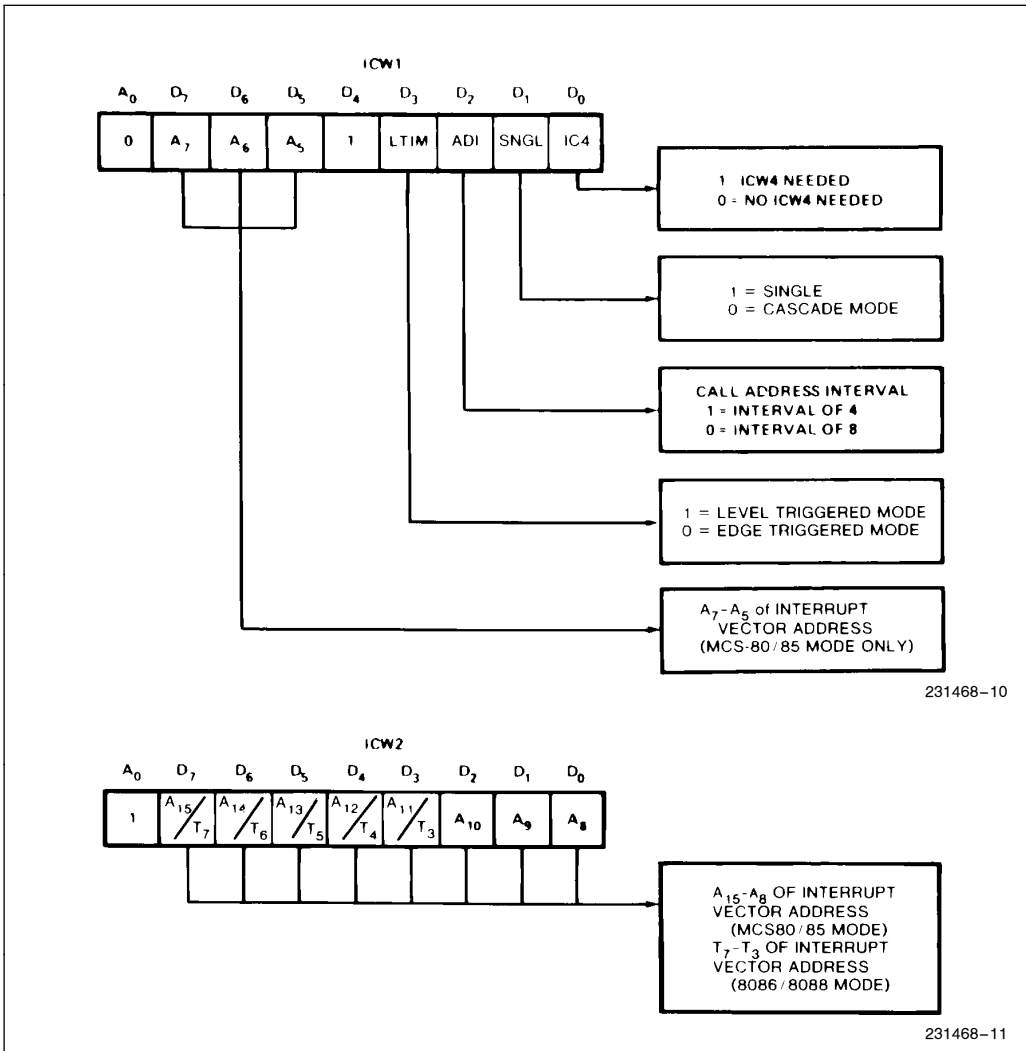 ICW1
A0 D7 D6 D5 D4 D3 D2 D1 D0
0 A7 A6 A5 1 LTIM ADI SNGL IC4
1 ICW4 NEEDED
0 = NO ICW4 NEEDED
1 = SINGLE
0 = CASCADE MODE
CALL ADDRESS INTERVAL
1 = INTERVAL OF 4
0 = INTERVAL OF 8
1 = LEVEL TRIGGERED MODE
0 = EDGE TRIGGERED MODE
A7-A5 of INTERRUPT
VECTOR ADDRESS
(MCS-80/85 MODE ONLY)
231468-10
ICW2
A0 D7 D6 D5 D4 D3 D2 D1 D0
1 A15/T7 A14/T6 A13/T5 A12/T4 A11/T3 A10 A9 A8
A15-A8 OF INTERRUPT
VECTOR ADDRESS
(MCS80/85 MODE)
T7-T3 OF INTERRUPT
VECTOR ADDRESS
(8086/8088 MODE)
231468-11